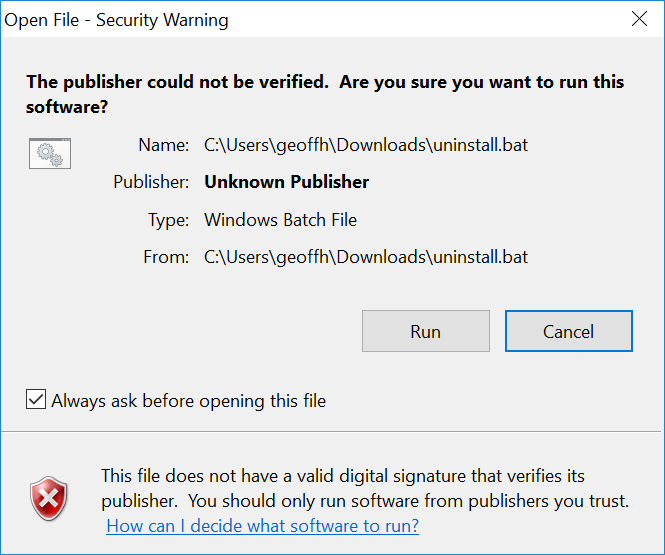 Open File - Security Warning
The publisher could not be verified.  Are you sure you want to run this
software?
Name: C:\Users\geoffh\Downloads\uninstall.bat
Publisher: Unknown Publisher
Type: Windows Batch File
From: C:\Users\geoffh\Downloads\uninstall.bat
Run Cancel
Always ask before opening this file
This file does not have a valid digital signature that verifies its
publisher.  You should only run software from publishers you trust.
How can I decide what software to run?